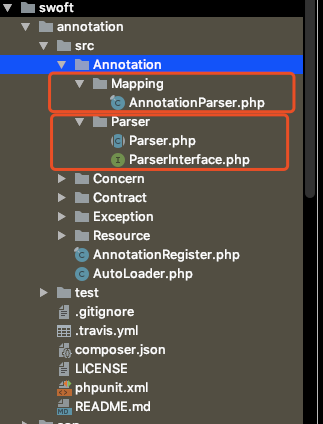 swoft
annotation
src
Annotation
Mapping
AnnotationParser.php
Parser
Parser.php
ParserInterface.php
Concern
Contract
Exception
Resource
AnnotationRegister.php
AutoLoader.php
test
.gitignore
.travis.yml
composer.json
LICENSE
phpunit.xml
README.md